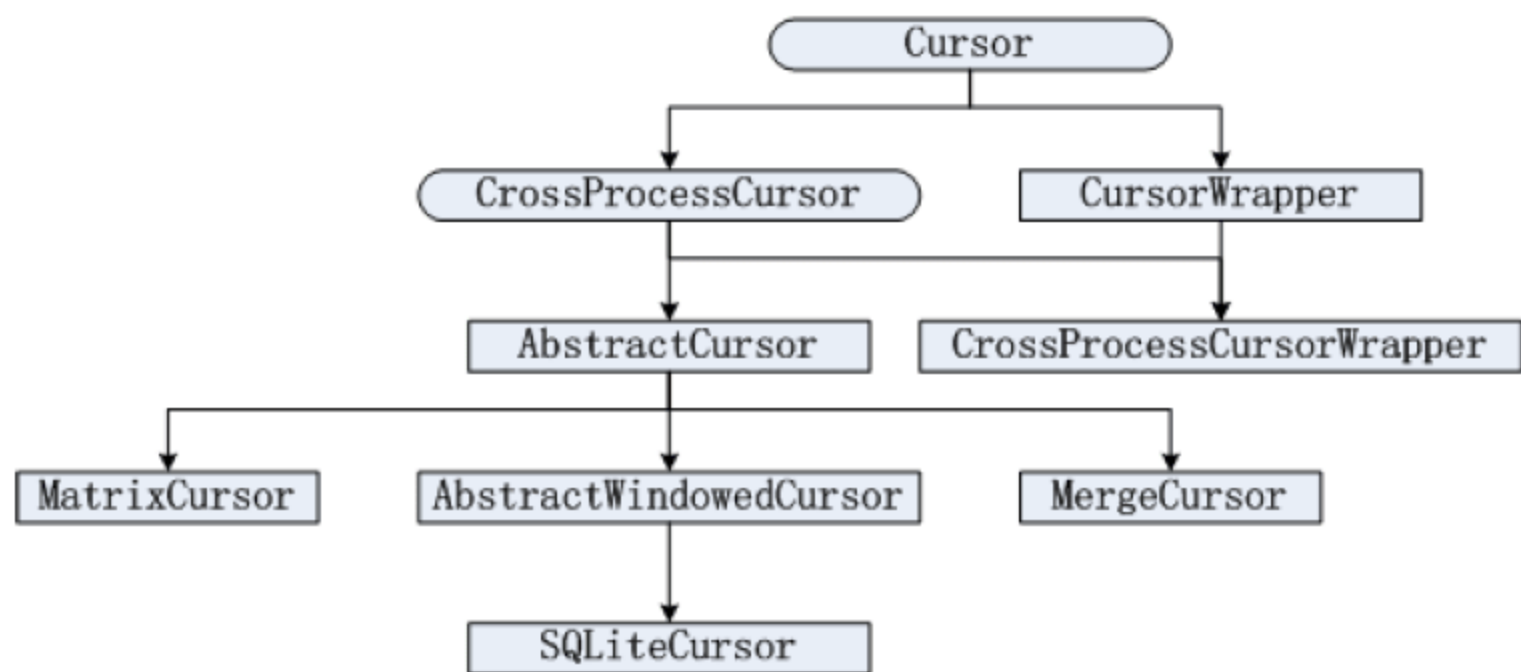 Cursor
CrossProcessCursor
CursorWrapper
AbstractCursor
CrossProcessCursorWrapper
MatrixCursor
AbstractWindowedCursor
MergeCursor
SQLiteCursor